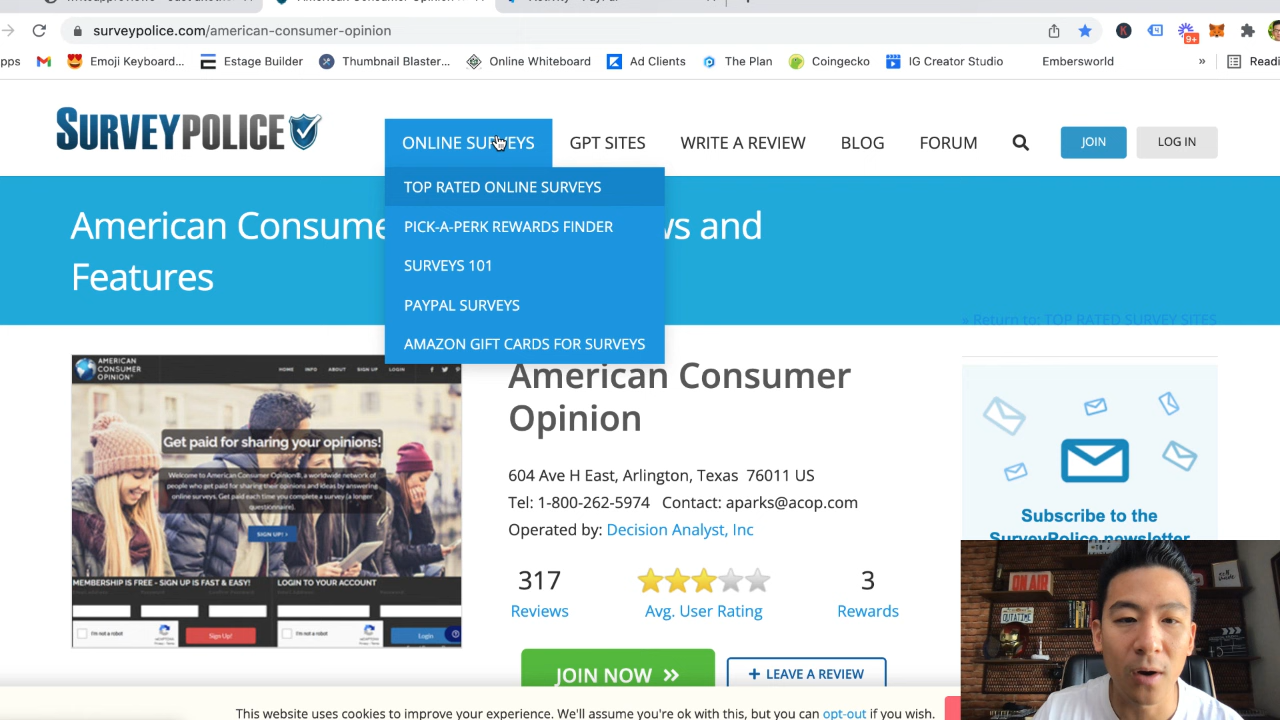 surveypolice.com/american-consumer-opinion
9+
pps
Emoji Keyboard...
Estage Builder
Thumbnail Blaster...
Online Whiteboard
Ad Clients
The Plan
Coingecko
IG Creator Studio
Embersworld
»
Readi
SURVEYPOLICE
ONLINE SURVEYS
GPT SITES
WRITE A REVIEW
BLOG
FORUM
JOIN
LOG IN
TOP RATED ONLINE SURVEYS
PICK-A-PERK REWARDS FINDER
SURVEYS 101
PAYPAL SURVEYS
AMAZON GIFT CARDS FOR SURVEYS
American Consume ws and
Features
» Return to: TOP RATED SURVEY SITES
AMERICAN
CONSUMER
OPINION
HOME INFO ABOUT SIGN UP LOGIN
Get paid for sharing your opinions!
Welcome to American Consumer Opinion®, a worldwide network of
people who get paid for sharing their opinions and ideas by answering
online surveys. Get paid each time you complete a survey (a longer
questionnaire).
SIGN UP!
MEMBERSHIP IS FREE - SIGN UP IS FAST & EASY!
LOGIN TO YOUR ACCOUNT
I'm not a robot
I'm not a robot
Sign Up!
Login
American Consumer
Opinion
604 Ave H East, Arlington, Texas 76011 US
Tel: 1-800-262-5974 Contact: aparks@acop.com
Operated by: Decision Analyst, Inc
317
Reviews
Avg. User Rating
3
Rewards
JOIN NOW »
+ LEAVE A REVIEW
Subscribe to the
SurveyPolice newsletter
ON AIR
OUTATIME
This website uses cookies to improve your experience. We'll assume you're ok with this, but you can opt-out if you wish.